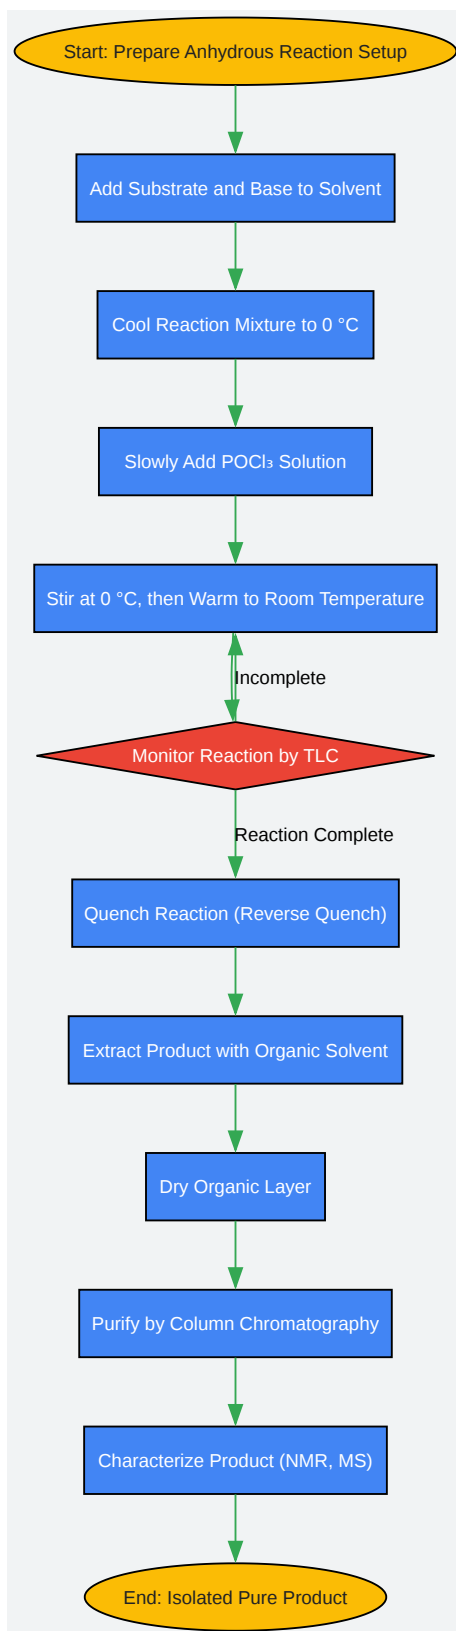 Start: Prepare Anhydrous Reaction Setup
Add Substrate and Base to Solvent
Cool Reaction Mixture to 0 °C
Slowly Add POCl₃ Solution
Stir at 0 °C, then Warm to Room Temperature
Incomplete
Monitor Reaction by TLC
Reaction Complete
Quench Reaction (Reverse Quench)
Extract Product with Organic Solvent
Dry Organic Layer
Purify by Column Chromatography
Characterize Product (NMR, MS)
End: Isolated Pure Product